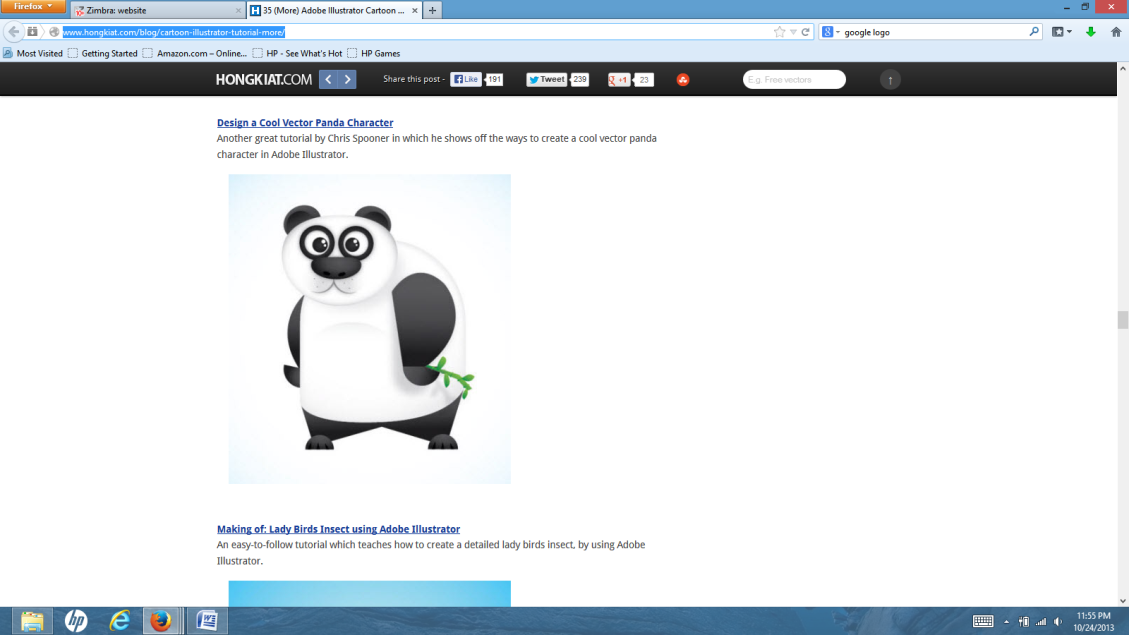 Firefox
Zimbra: website
35 (More) Adobe Illustrator Cartoon ...
www.hongkiat.com/blog/cartoon-illustrator-tutorial-more/
google logo
Most Visited Getting Started Amazon.com – Online... HP - See What's Hot HP Games
HONGKIAT.COM
Share this post -
Like 191
Tweet 239
+1 23
E.g. Free vectors
Design a Cool Vector Panda Character
Another great tutorial by Chris Spooner in which he shows off the ways to create a cool vector panda
character in Adobe Illustrator.
Making of: Lady Birds Insect using Adobe Illustrator
An easy-to-follow tutorial which teaches how to create a detailed lady birds insect, by using Adobe
Illustrator.
11:55 PM
10/24/2013